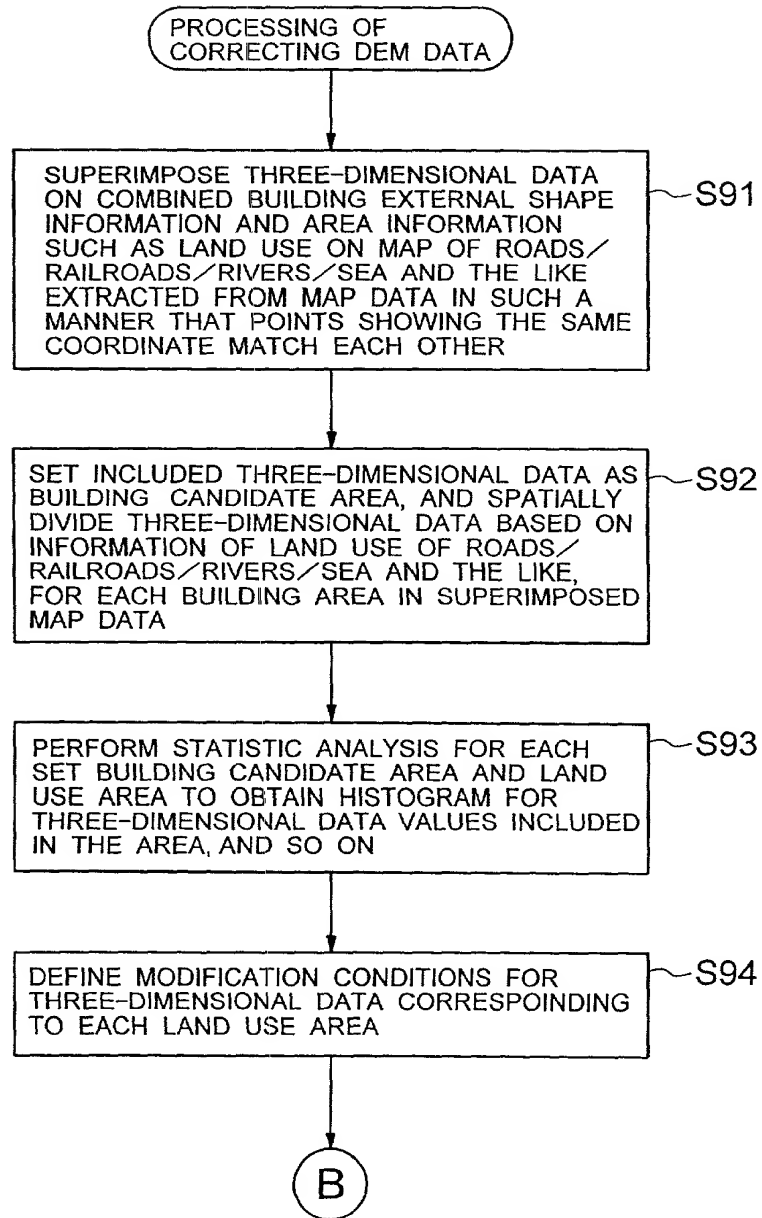 PROCESSING OF
CORRECTING DEM DATA
SUPERIMPOSE THREE-DIMENSIONAL DATA
ON COMBINED BUILDING EXTERNAL SHAPE
INFORMATION AND AREA INFORMATION
SUCH AS LAND USE ON MAP OF ROADS/
RAILROADS/RIVERS/SEA AND THE LIKE
EXTRACTED FROM MAP DATA IN SUCH A
MANNER THAT POINTS SHOWING THE SAME
COORDINATE MATCH EACH OTHER
S91
SET INCLUDED THREE-DIMENSIONAL DATA AS
BUILDING CANDIDATE AREA, AND SPATIALLY
DIVIDE THREE-DIMENSIONAL DATA BASED ON
INFORMATION OF LAND USE OF ROADS/
RAILROADS/RIVERS/SEA AND THE LIKE,
FOR EACH BUILDING AREA IN SUPERIMPOSED
MAP DATA
S92
PERFORM STATISTIC ANALYSIS FOR EACH
SET BUILDING CANDIDATE AREA AND LAND
USE AREA TO OBTAIN HISTOGRAM FOR
THREE-DIMENSIONAL DATA VALUES INCLUDED
IN THE AREA, AND SO ON
S93
DEFINE MODIFICATION CONDITIONS FOR
THREE-DIMENSIONAL DATA CORRESPOINDING
TO EACH LAND USE AREA
S94
B